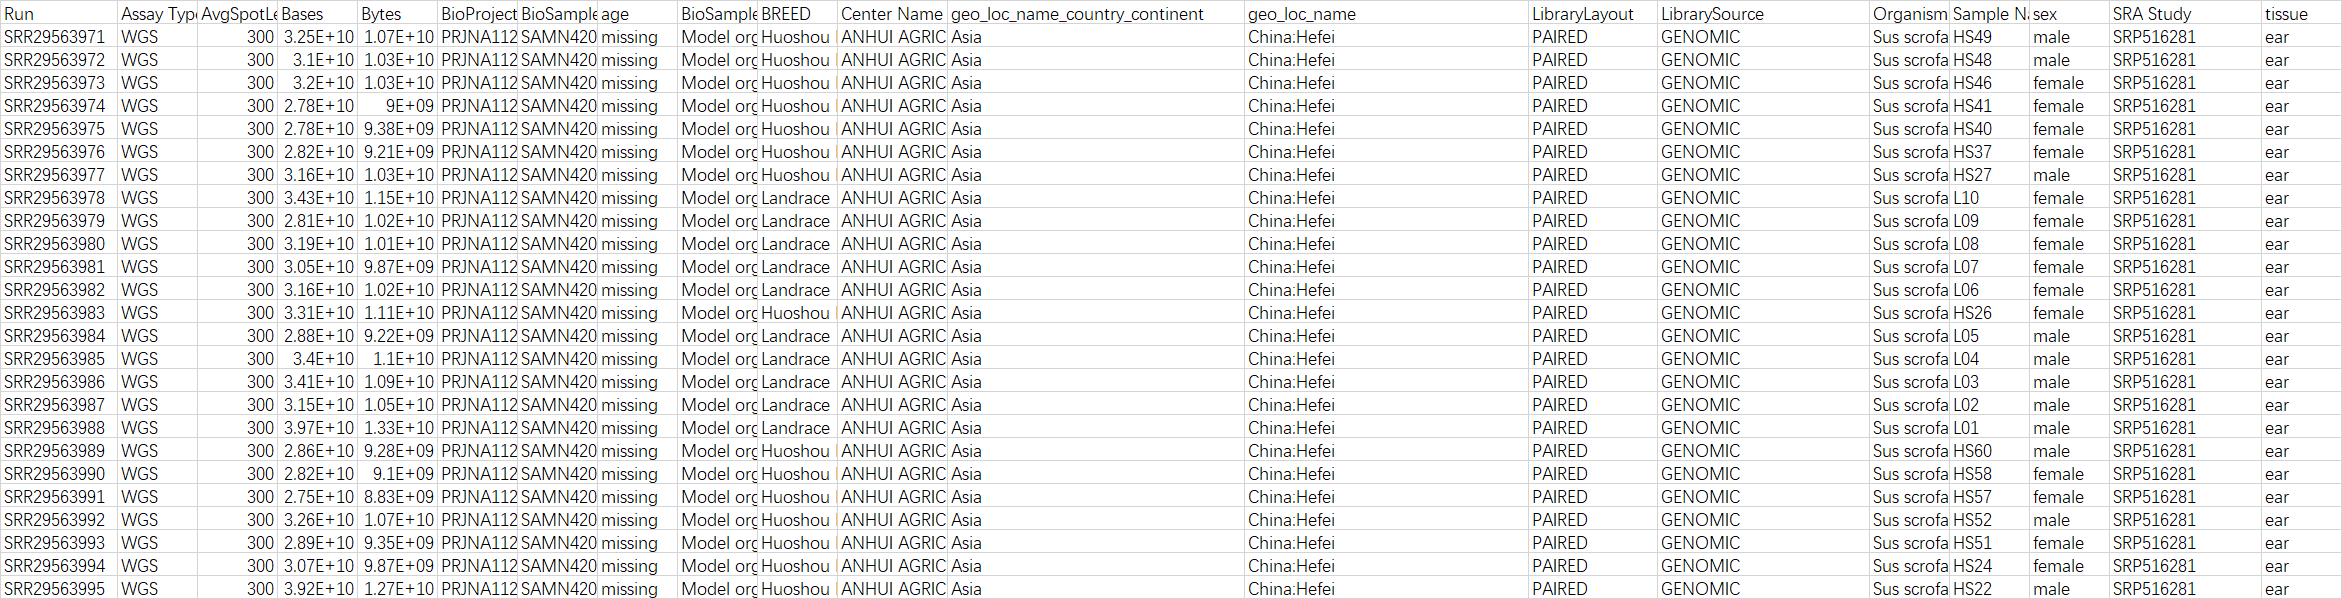 Run Assay Type AvgSpotLe Bases Bytes BioProject BioSample age BioSample BREED Center Name geo_loc_name_country_continent geo_loc_name LibraryLayout LibrarySource Organism Sample Na sex SRA Study tissue
SRR29563971 WGS 300 3.25E+10 1.07E+10 PRJNA112 SAMN420 missing Model org Huoshou ANHUI AGRIC Asia China:Hefei PAIRED GENOMIC Sus scrofa HS49 male SRP516281 ear
SRR29563972 WGS 300 3.1E+10 1.03E+10 PRJNA112 SAMN420 missing Model org Huoshou ANHUI AGRIC Asia China:Hefei PAIRED GENOMIC Sus scrofa HS48 male SRP516281 ear
SRR29563973 WGS 300 3.2E+10 1.03E+10 PRJNA112 SAMN420 missing Model org Huoshou ANHUI AGRIC Asia China:Hefei PAIRED GENOMIC Sus scrofa HS46 female SRP516281 ear
SRR29563974 WGS 300 2.78E+10 9E+09 PRJNA112 SAMN420 missing Model org Huoshou ANHUI AGRIC Asia China:Hefei PAIRED GENOMIC Sus scrofa HS41 female SRP516281 ear
SRR29563975 WGS 300 2.78E+10 9.38E+09 PRJNA112 SAMN420 missing Model org Huoshou ANHUI AGRIC Asia China:Hefei PAIRED GENOMIC Sus scrofa HS40 female SRP516281 ear
SRR29563976 WGS 300 2.82E+10 9.21E+09 PRJNA112 SAMN420 missing Model org Huoshou ANHUI AGRIC Asia China:Hefei PAIRED GENOMIC Sus scrofa HS37 female SRP516281 ear
SRR29563977 WGS 300 3.16E+10 1.03E+10 PRJNA112 SAMN420 missing Model org Huoshou ANHUI AGRIC Asia China:Hefei PAIRED GENOMIC Sus scrofa HS27 male SRP516281 ear
SRR29563978 WGS 300 3.43E+10 1.15E+10 PRJNA112 SAMN420 missing Model org Landrace ANHUI AGRIC Asia China:Hefei PAIRED GENOMIC Sus scrofa L10 female SRP516281 ear
SRR29563979 WGS 300 2.81E+10 1.02E+10 PRJNA112 SAMN420 missing Model org Landrace ANHUI AGRIC Asia China:Hefei PAIRED GENOMIC Sus scrofa L09 female SRP516281 ear
SRR29563980 WGS 300 3.19E+10 1.01E+10 PRJNA112 SAMN420 missing Model org Landrace ANHUI AGRIC Asia China:Hefei PAIRED GENOMIC Sus scrofa L08 female SRP516281 ear
SRR29563981 WGS 300 3.05E+10 9.87E+09 PRJNA112 SAMN420 missing Model org Landrace ANHUI AGRIC Asia China:Hefei PAIRED GENOMIC Sus scrofa L07 female SRP516281 ear
SRR29563982 WGS 300 3.16E+10 1.02E+10 PRJNA112 SAMN420 missing Model org Landrace ANHUI AGRIC Asia China:Hefei PAIRED GENOMIC Sus scrofa L06 female SRP516281 ear
SRR29563983 WGS 300 3.31E+10 1.11E+10 PRJNA112 SAMN420 missing Model org Huoshou ANHUI AGRIC Asia China:Hefei PAIRED GENOMIC Sus scrofa HS26 female SRP516281 ear
SRR29563984 WGS 300 2.88E+10 9.22E+09 PRJNA112 SAMN420 missing Model org Landrace ANHUI AGRIC Asia China:Hefei PAIRED GENOMIC Sus scrofa L05 male SRP516281 ear
SRR29563985 WGS 300 3.4E+10 1.1E+10 PRJNA112 SAMN420 missing Model org Landrace ANHUI AGRIC Asia China:Hefei PAIRED GENOMIC Sus scrofa L04 male SRP516281 ear
SRR29563986 WGS 300 3.41E+10 1.09E+10 PRJNA112 SAMN420 missing Model org Landrace ANHUI AGRIC Asia China:Hefei PAIRED GENOMIC Sus scrofa L03 male SRP516281 ear
SRR29563987 WGS 300 3.15E+10 1.05E+10 PRJNA112 SAMN420 missing Model org Landrace ANHUI AGRIC Asia China:Hefei PAIRED GENOMIC Sus scrofa L02 male SRP516281 ear
SRR29563988 WGS 300 3.97E+10 1.33E+10 PRJNA112 SAMN420 missing Model org Landrace ANHUI AGRIC Asia China:Hefei PAIRED GENOMIC Sus scrofa L01 male SRP516281 ear
SRR29563989 WGS 300 2.86E+10 9.28E+09 PRJNA112 SAMN420 missing Model org Huoshou ANHUI AGRIC Asia China:Hefei PAIRED GENOMIC Sus scrofa HS60 male SRP516281 ear
SRR29563990 WGS 300 2.82E+10 9.1E+09 PRJNA112 SAMN420 missing Model org Huoshou ANHUI AGRIC Asia China:Hefei PAIRED GENOMIC Sus scrofa HS58 female SRP516281 ear
SRR29563991 WGS 300 2.75E+10 8.83E+09 PRJNA112 SAMN420 missing Model org Huoshou ANHUI AGRIC Asia China:Hefei PAIRED GENOMIC Sus scrofa HS57 female SRP516281 ear
SRR29563992 WGS 300 3.26E+10 1.07E+10 PRJNA112 SAMN420 missing Model org Huoshou ANHUI AGRIC Asia China:Hefei PAIRED GENOMIC Sus scrofa HS52 male SRP516281 ear
SRR29563993 WGS 300 2.89E+10 9.35E+09 PRJNA112 SAMN420 missing Model org Huoshou ANHUI AGRIC Asia China:Hefei PAIRED GENOMIC Sus scrofa HS51 female SRP516281 ear
SRR29563994 WGS 300 3.07E+10 9.87E+09 PRJNA112 SAMN420 missing Model org Huoshou ANHUI AGRIC Asia China:Hefei PAIRED GENOMIC Sus scrofa HS24 female SRP516281 ear
SRR29563995 WGS 300 3.92E+10 1.27E+10 PRJNA112 SAMN420 missing Model org Huoshou ANHUI AGRIC Asia China:Hefei PAIRED GENOMIC Sus scrofa HS22 male SRP516281 ear